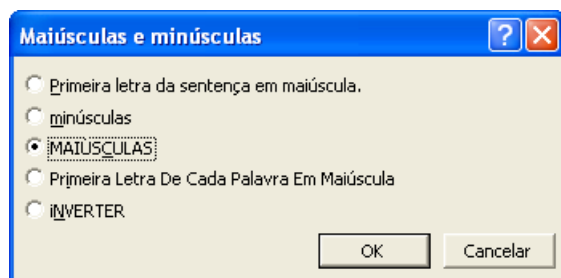 Maiúsculas e minúsculas
Primeira letra da sentença em maiúscula.
minúsculas
MAIÚSCULAS
Primeira Letra De Cada Palavra Em Maiúscula
iNVERTER
OK Cancelar